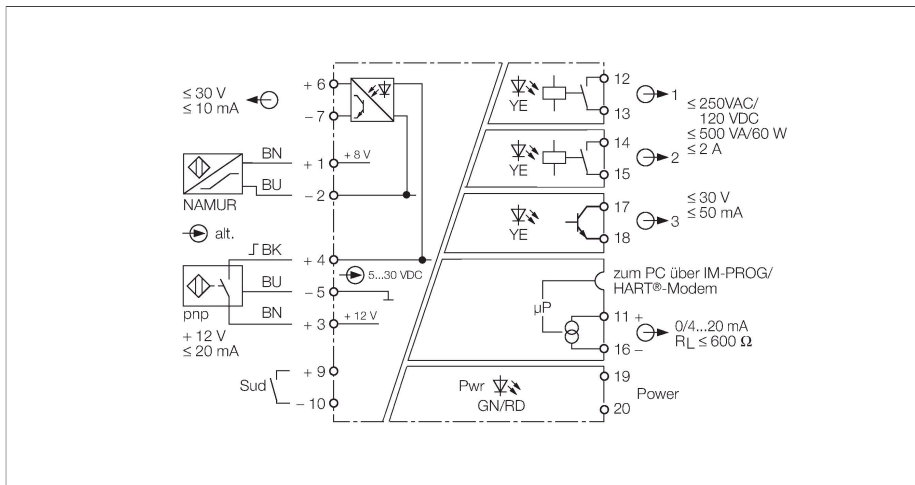 ≤ 30 V
≤ 10 mA
+ 6
− 7
BN
+ 1
+ 8 V
BU
− 2
NAMUR
alt.
BK
+ 4
5...30 VDC
BU
− 5
pnp
BN
+ 3
+ 12 V
+ 12 V
≤ 20 mA
Sud
+ 9
− 10
YE
12
13
1
≤ 250VAC/
120 VDC
≤ 500 VA/60 W
≤ 2 A
YE
14
15
2
YE
17
18
3
≤ 30 V
≤ 50 mA
zum PC über IM-PROG/
HART®-Modem
µP
11 +
16 −
0/4...20 mA
RL ≤ 600 Ω
Pwr
GN/RD
19
20
Power